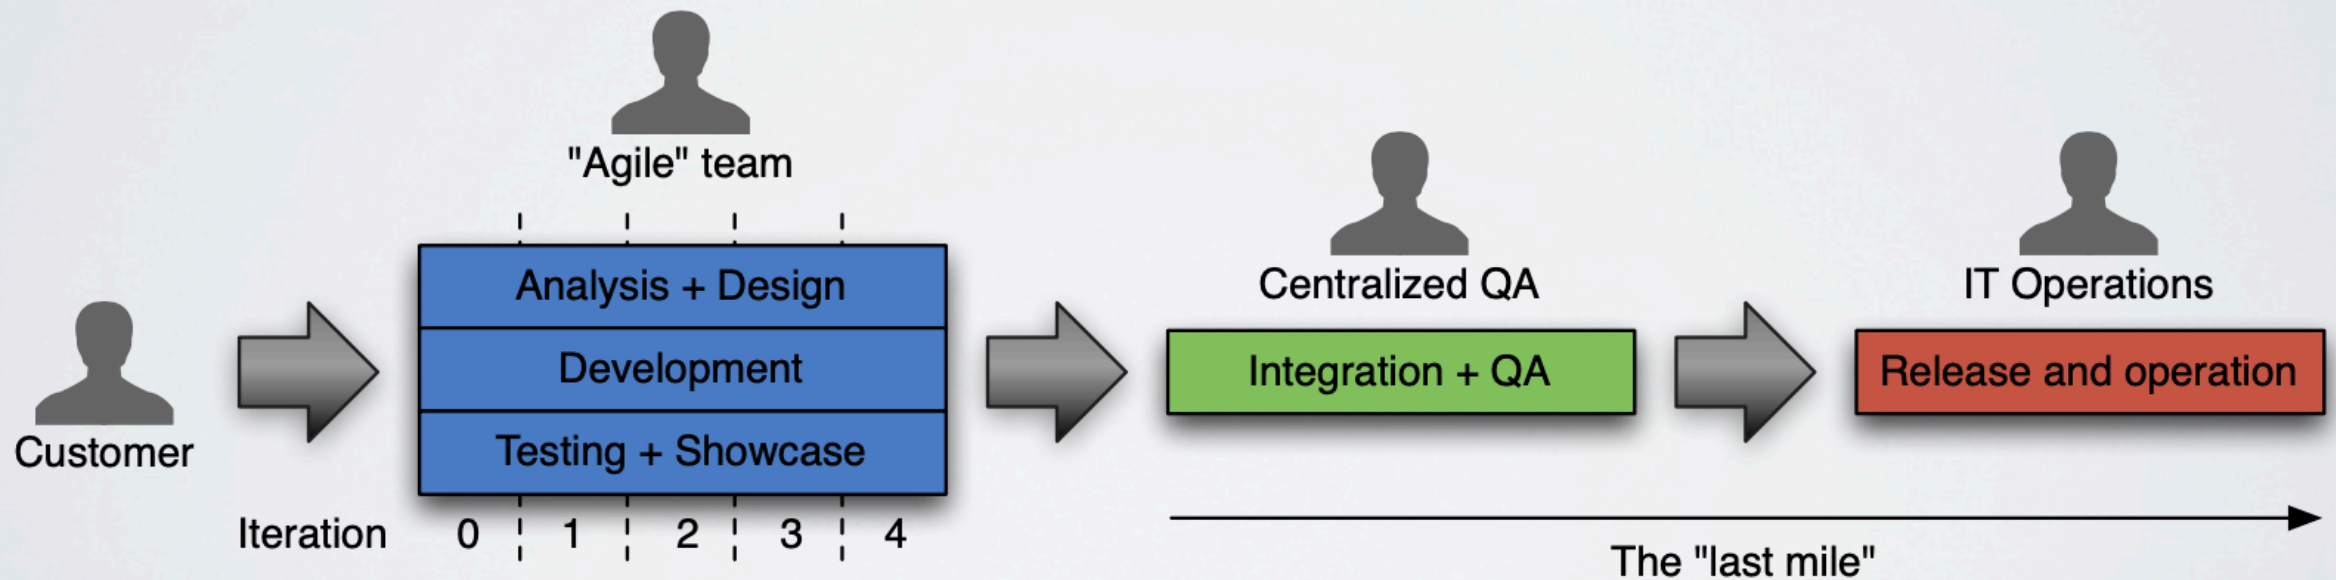 "Agile" team
Analysis + Design
Development
Testing + Showcase
Customer
Iteration 0 1 2 3 4
Centralized QA
Integration + QA
IT Operations
Release and operation
The "last mile"